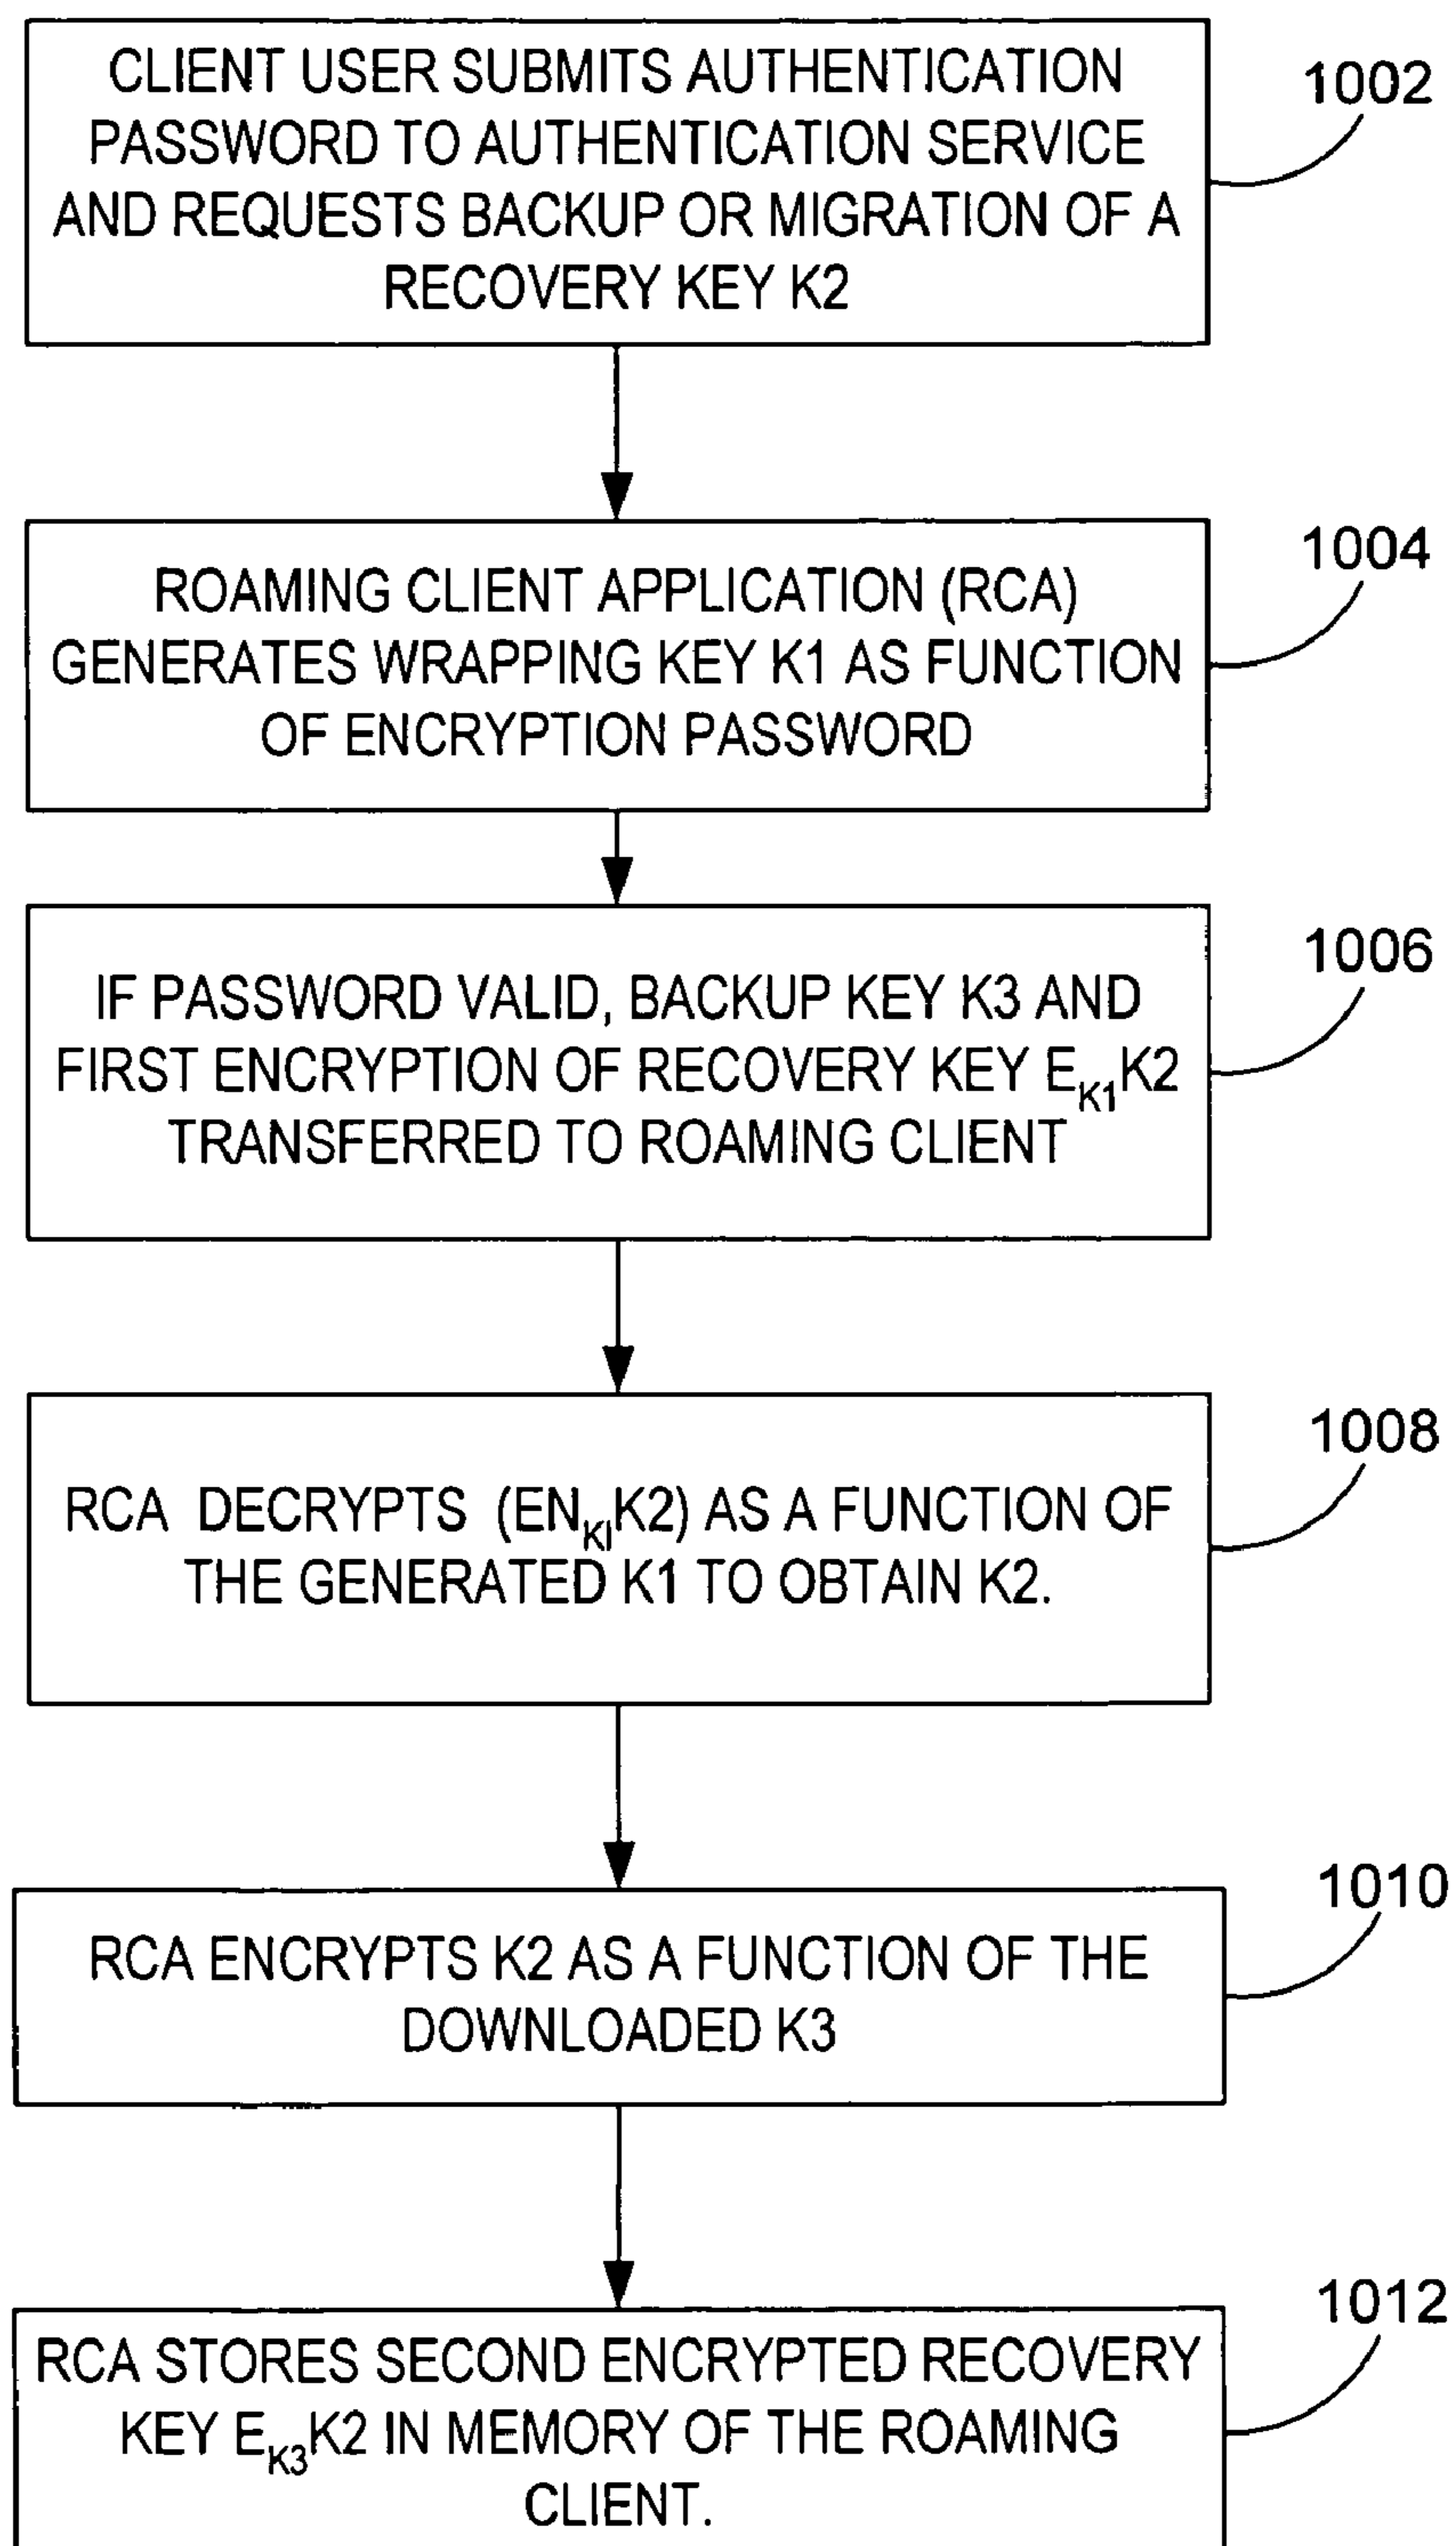 CLIENT USER SUBMITS AUTHENTICATION
PASSWORD TO AUTHENTICATION SERVICE
AND REQUESTS BACKUP OR MIGRATION OF A
RECOVERY KEY K2
1002
ROAMING CLIENT APPLICATION (RCA)
GENERATES WRAPPING KEY K1 AS FUNCTION
OF ENCRYPTION PASSWORD
1004
IF PASSWORD VALID, BACKUP KEY K3 AND
FIRST ENCRYPTION OF RECOVERY KEY E_K1K2
TRANSFERRED TO ROAMING CLIENT
1006
RCA DECRYPTS (EN_KIK2) AS A FUNCTION OF
THE GENERATED K1 TO OBTAIN K2.
1008
RCA ENCRYPTS K2 AS A FUNCTION OF THE
DOWNLOADED K3
1010
RCA STORES SECOND ENCRYPTED RECOVERY
KEY E_K3K2 IN MEMORY OF THE ROAMING
CLIENT.
1012